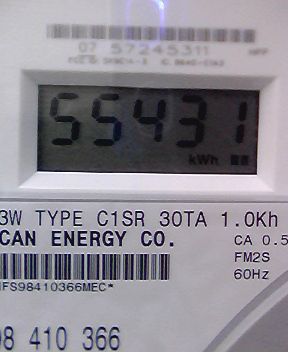 07 57245311
55431
kWh
3W TYPE C1SR 30TA 1.0Kh
CAN ENERGY CO.
CA 0.5
FM2S
60Hz
IFS98410366MEC*
98 410 366